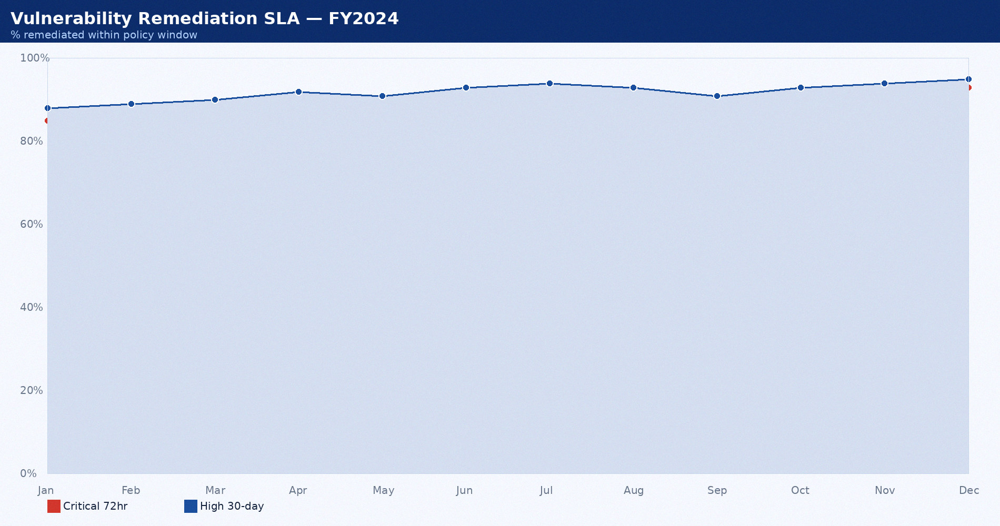 Vulnerability Remediation SLA — FY2024
% remediated within policy window
100%
80%
60%
40%
20%
0%
Jan Feb Mar Apr May Jun Jul Aug Sep Oct Nov Dec
Critical 72hr High 30-day